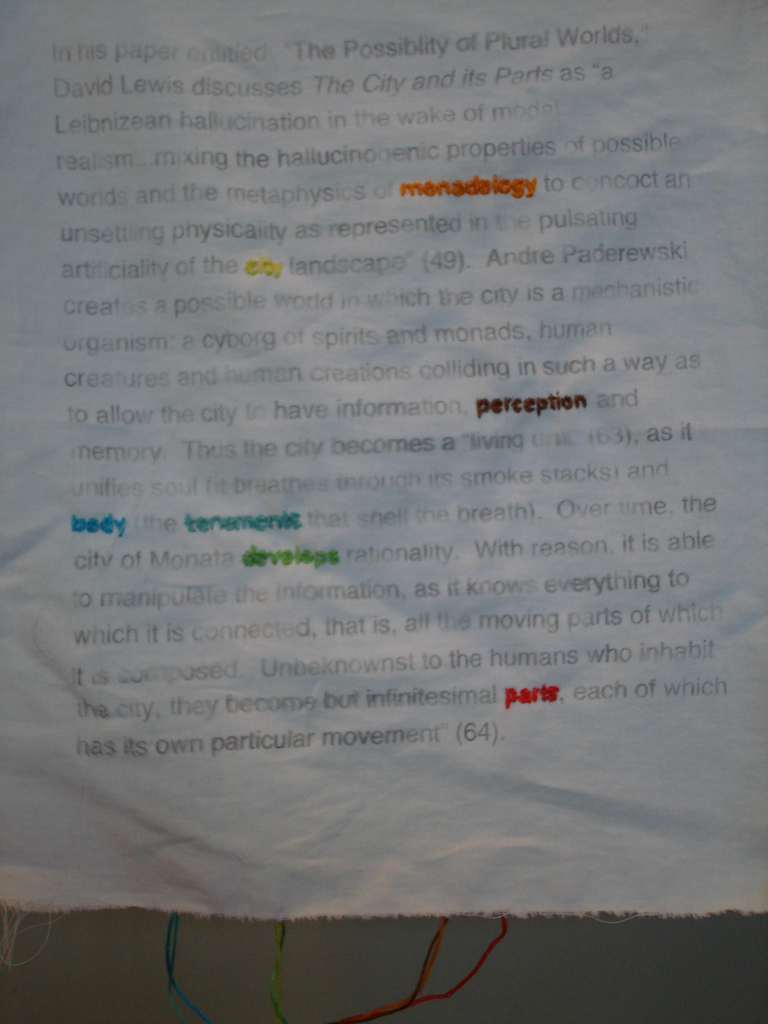 In his paper entitled, "The Possiblity of Plural Worlds,"
David Lewis discusses The City and its Parts as "a
Leibnizean hallucination in the wake of modal
realism...mixing the hallucinogenic properties of possible
worlds and the metaphysics of monadology to concoct an
unsettling physicality as represented in the pulsating
artificiality of the city landscape" (49). Andre Paderewski
creates a possible world in which the city is a mechanistic
organism: a cyborg of spirits and monads, human
creatures and human creations colliding in such a way as
to allow the city to have information, perception and
memory. Thus the city becomes a "living unit" (63), as it
unifies soul (it breathes through its smoke stacks) and
body (the tenements that shell the breath). Over time, the
city of Monata develops rationality. With reason, it is able
to manipulate the information, as it knows everything to
which it is connected, that is, all the moving parts of which
it is composed. Unbeknownst to the humans who inhabit
the city, they become but infinitesimal parts, each of which
has its own particular movement" (64).